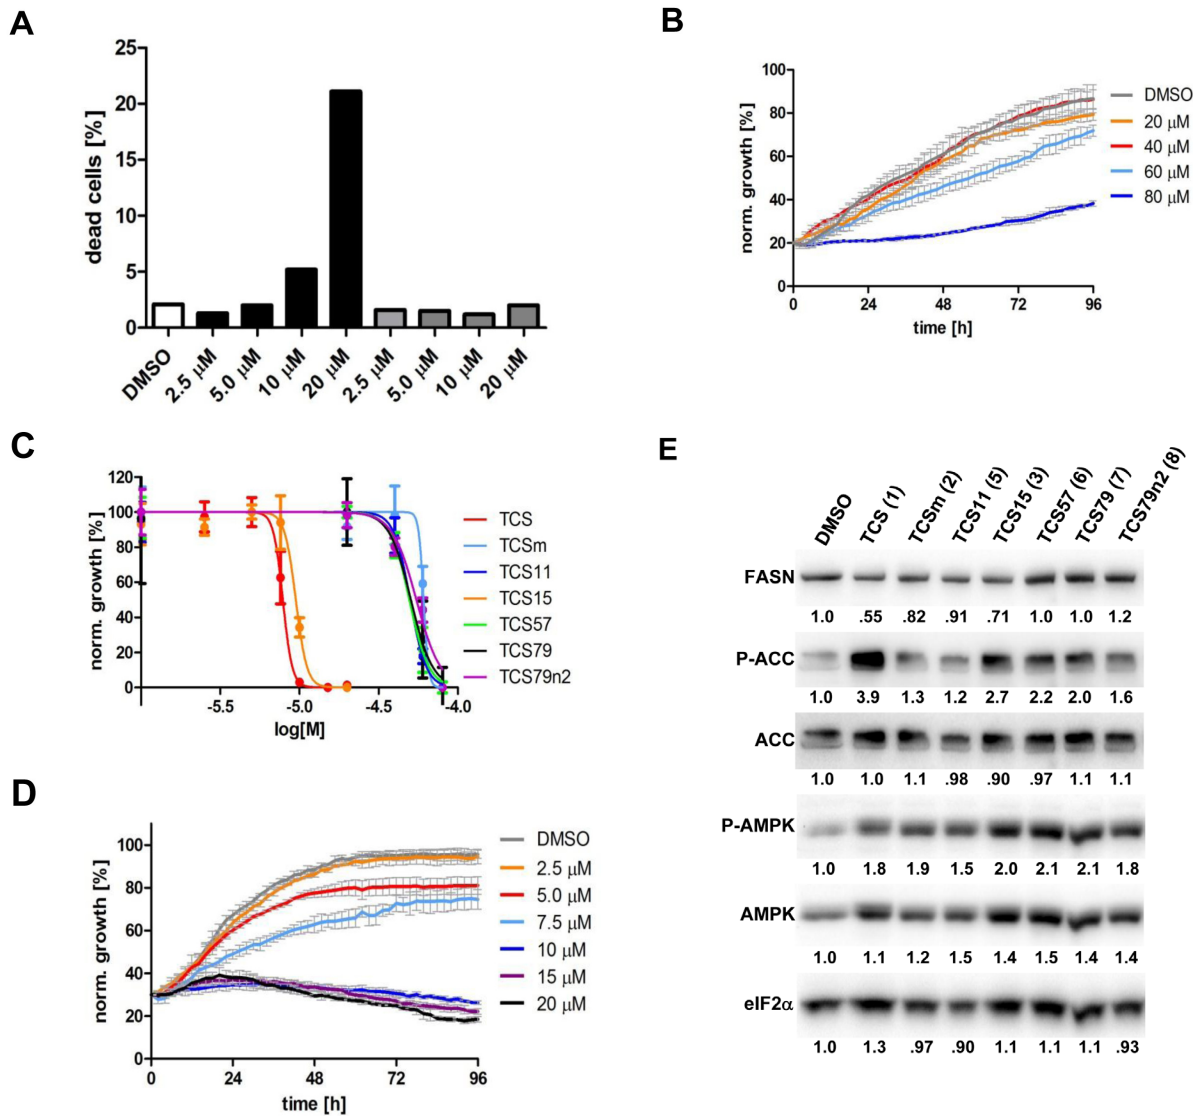 A
25
20
15
10
5
0
dead cells [%]
DMSO
2.5 µM
5.0 µM
10 µM
20 µM
2.5 µM
5.0 µM
10 µM
20 µM
B
100
80
60
40
20
0
norm. growth [%]
0 24 48 72 96
time [h]
DMSO
20 µM
40 µM
60 µM
80 µM
C
120
100
80
60
40
20
0
norm. growth [%]
-5.5 -5.0 -4.5 -4.0
log[M]
TCS
TCSm
TCS11
TCS15
TCS57
TCS79
TCS79n2
D
100
80
60
40
20
0
norm. growth [%]
0 24 48 72 96
time [h]
DMSO
2.5 µM
5.0 µM
7.5 µM
10 µM
15 µM
20 µM
E
DMSO
TCS (1)
TCSm (2)
TCS11 (5)
TCS15 (3)
TCS57 (6)
TCS79 (7)
TCS79n2 (8)
FASN
1.0 .55 .82 .91 .71 1.0 1.0 1.2
P-ACC
1.0 3.9 1.3 1.2 2.7 2.2 2.0 1.6
ACC
1.0 1.0 1.1 .98 .90 .97 1.1 1.1
P-AMPK
1.0 1.8 1.9 1.5 2.0 2.1 2.1 1.8
AMPK
1.0 1.1 1.2 1.5 1.4 1.5 1.4 1.4
eIF2α
1.0 1.3 .97 .90 1.1 1.1 1.1 .93